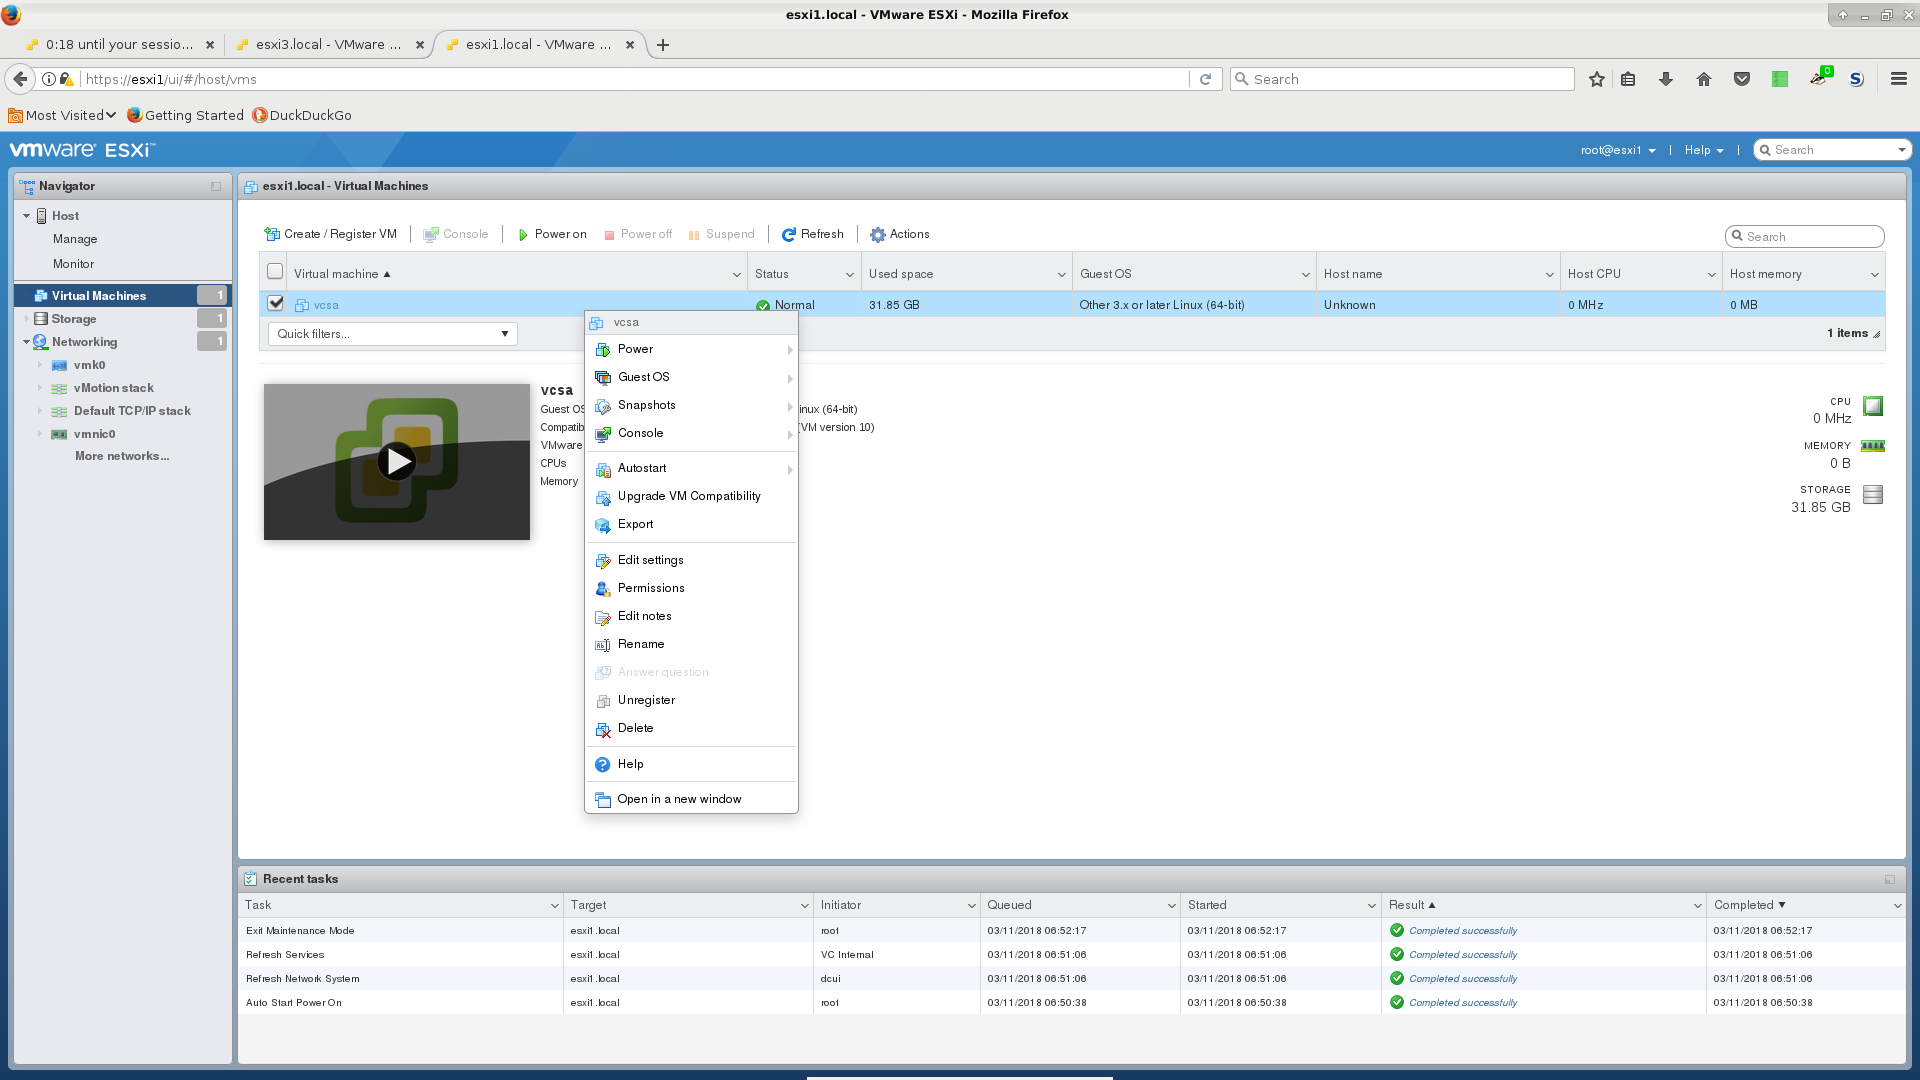 esxi1.local - VMware ESXi - Mozilla Firefox
0:18 until your sessio...
esxi3.local - VMware ...
esxi1.local - VMware ...
https://esxi1/ui/#/host/vms
Search
0
Most Visited
Getting Started
DuckDuckGo
vmware ESXi™
root@esxi1
Help
Search
Navigator
Host
Manage
Monitor
Virtual Machines 1
Storage 1
Networking 1
vmk0
vMotion stack
Default TCP/IP stack
vmnic0
More networks...
esxi1.local - Virtual Machines
Create / Register VM
Console
Power on
Power off
Suspend
Refresh
Actions
Search
Virtual machine Status Used space Guest OS Host name Host CPU Host memory
vcsa Normal 31.85 GB Other 3.x or later Linux (64-bit) Unknown 0 MHz 0 MB
Quick filters...
1 items
vcsa
Guest OS
inux (64-bit)
Compatib
(VM version 10)
VMware
CPUs
Memory
CPU
0 MHz
MEMORY
0 B
STORAGE
31.85 GB
vcsa
Power
Guest OS
Snapshots
Console
Autostart
Upgrade VM Compatibility
Export
Edit settings
Permissions
Edit notes
Rename
Answer question
Unregister
Delete
Help
Open in a new window
Recent tasks
Task Target Initiator Queued Started Result Completed
Exit Maintenance Mode esxi1.local root 03/11/2018 06:52:17 03/11/2018 06:52:17 Completed successfully 03/11/2018 06:52:17
Refresh Services esxi1.local VC Internal 03/11/2018 06:51:06 03/11/2018 06:51:06 Completed successfully 03/11/2018 06:51:06
Refresh Network System esxi1.local dcui 03/11/2018 06:51:06 03/11/2018 06:51:06 Completed successfully 03/11/2018 06:51:06
Auto Start Power On esxi1.local root 03/11/2018 06:50:38 03/11/2018 06:50:38 Completed successfully 03/11/2018 06:50:38